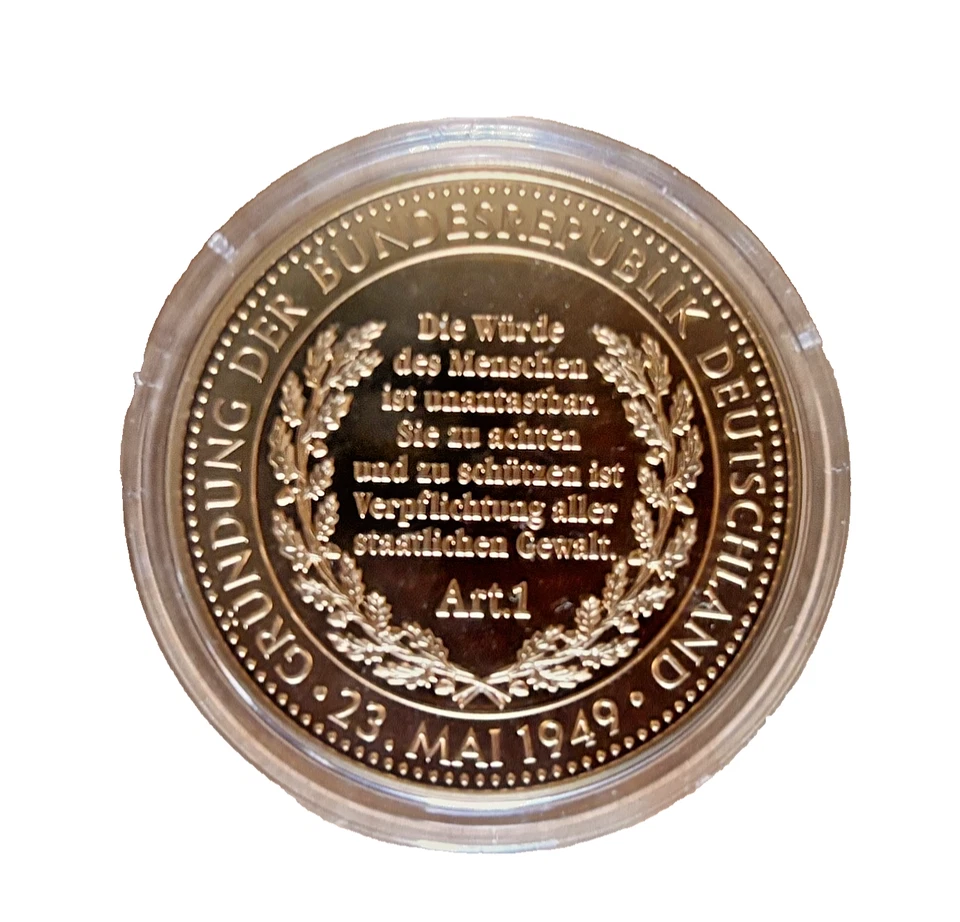 GRÜNDUNG DER BUNDESREPUBLIK DEUTSCHLAND
Die Würde
des Menschen
ist unantastbar.
Sie zu achten
und zu schützen ist
Verpflichtung aller
staatlichen Gewalt.
Art.1
· 23. MAI 1949 ·